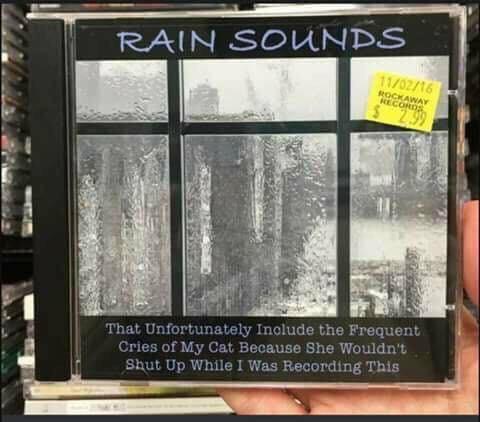 RAIN SOUNDS
11/02/16
ROCKAWAY
RECORDS
$ 2.99
That Unfortunately Include the Frequent
Cries of My Cat Because She Wouldn't
Shut Up While I Was Recording This